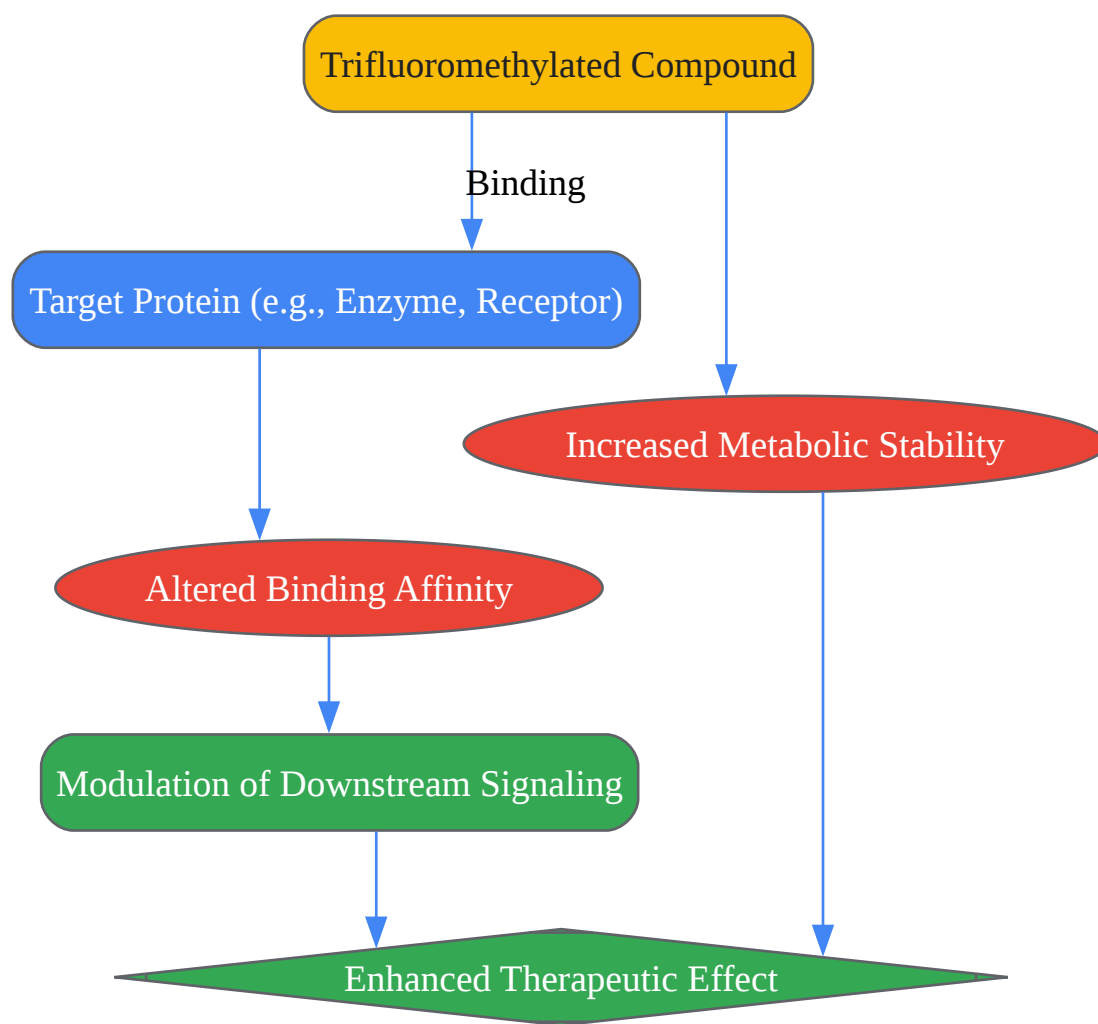 Trifluoromethylated Compound
Binding
Target Protein (e.g., Enzyme, Receptor)
Increased Metabolic Stability
Altered Binding Affinity
Modulation of Downstream Signaling
Enhanced Therapeutic Effect